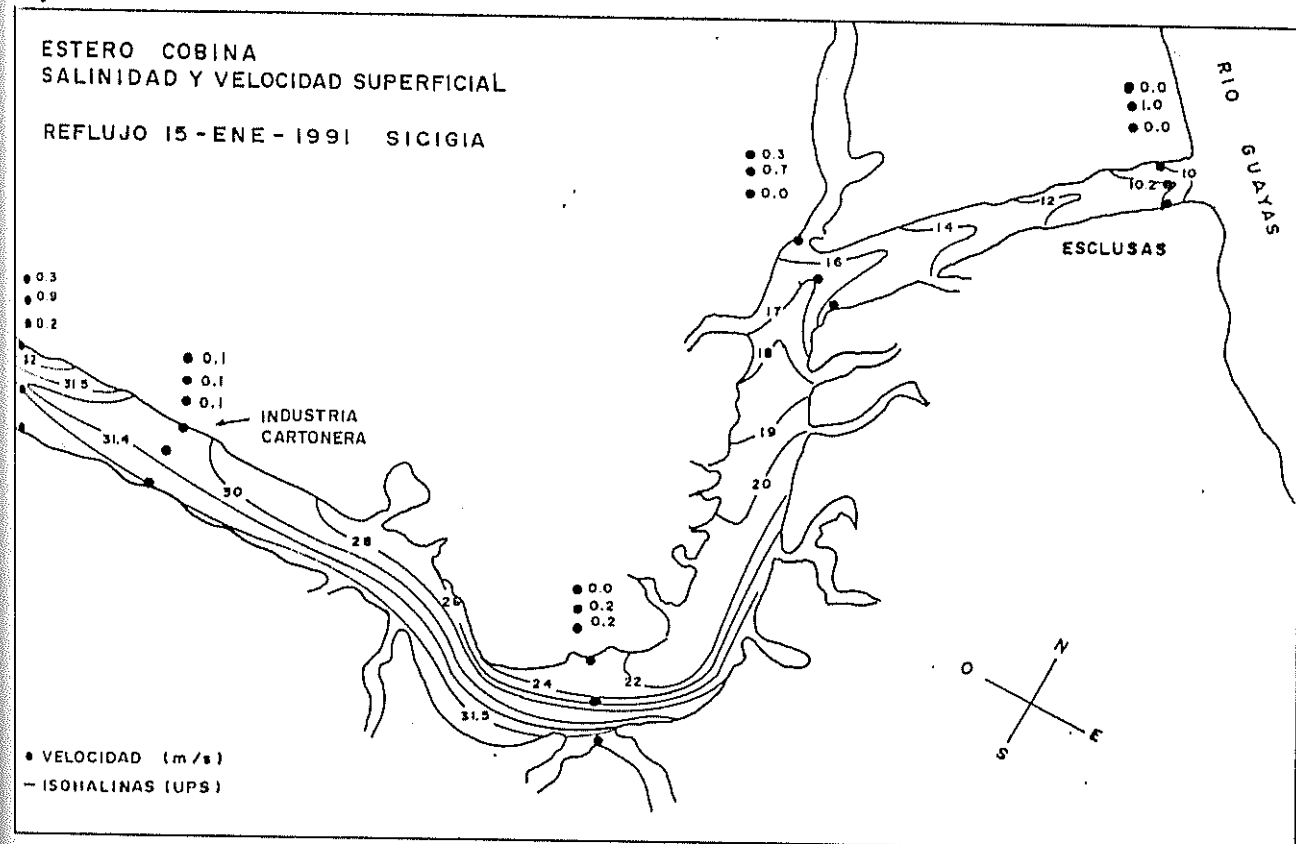 ESTERO COBINA
SALINIDAD Y VELOCIDAD SUPERFICIAL
REFLUJO 15-ENE-1991 SICIGIA
RIO GUAYAS
0.0
1.0
0.0
0.3
0.7
0.0
10
10.2
12
14
ESCLUSAS
16
17
18
19
20
0.3
0.9
0.2
32
31.5
0.1
0.1
0.1
INDUSTRIA
CARTONERA
31.4
30
28
26
0.0
0.2
0.2
24
22
31.5
N
O
E
S
VELOCIDAD (m/s)
ISOHALINAS (UPS)